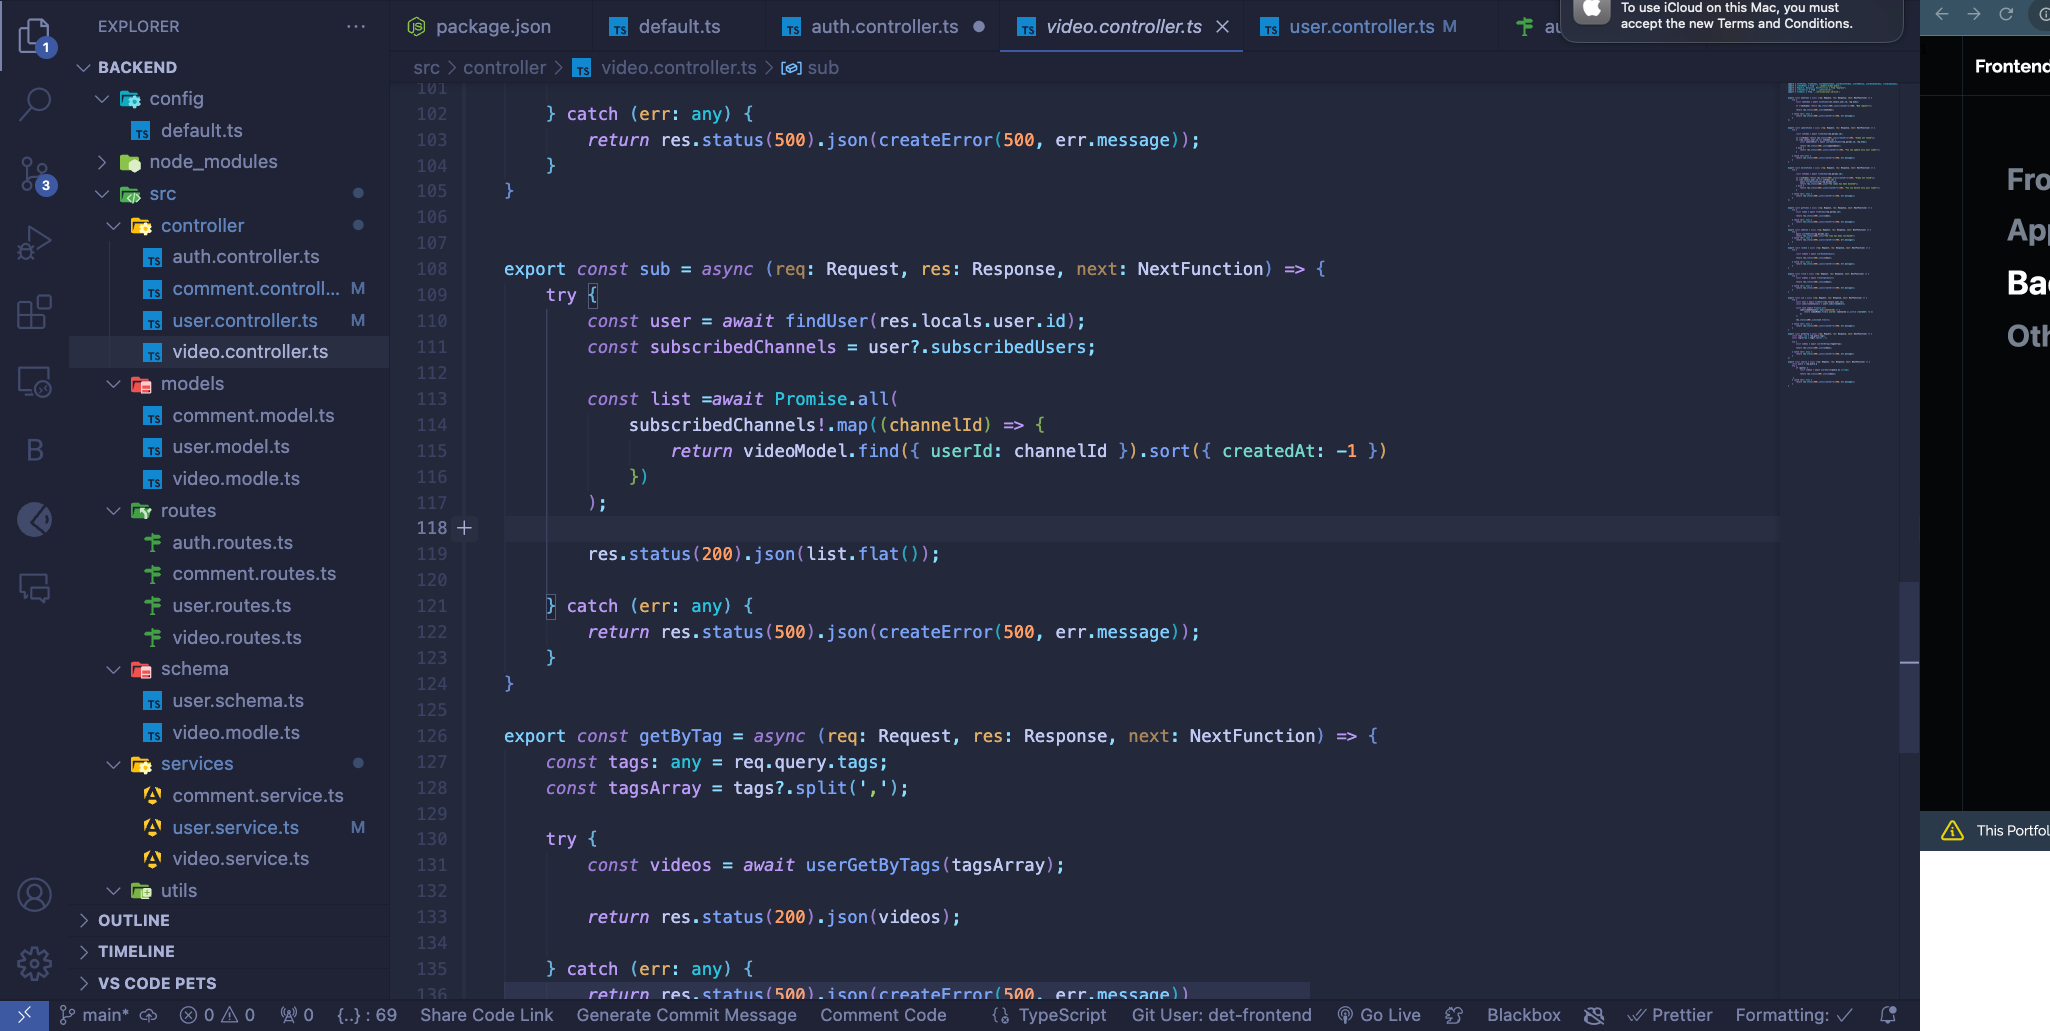 EXPLORER
BACKEND
config
default.ts
node_modules
src
controller
auth.controller.ts
comment.controll... M
user.controller.ts M
video.controller.ts
models
comment.model.ts
user.model.ts
video.modle.ts
routes
auth.routes.ts
comment.routes.ts
user.routes.ts
video.routes.ts
schema
user.schema.ts
video.modle.ts
services
comment.service.ts
user.service.ts M
video.service.ts
utils
OUTLINE
TIMELINE
VS CODE PETS
1
3
B
package.json
default.ts
auth.controller.ts
video.controller.ts
user.controller.ts M
au
src > controller > video.controller.ts > sub
101
102 } catch (err: any) {
103 return res.status(500).json(createError(500, err.message));
104 }
105 }
106
107
108 export const sub = async (req: Request, res: Response, next: NextFunction) => {
109 try {
110 const user = await findUser(res.locals.user.id);
111 const subscribedChannels = user?.subscribedUsers;
112
113 const list =await Promise.all(
114 subscribedChannels!.map((channelId) => {
115 return videoModel.find({ userId: channelId }).sort({ createdAt: -1 })
116 })
117 );
118
119 res.status(200).json(list.flat());
120
121 } catch (err: any) {
122 return res.status(500).json(createError(500, err.message));
123 }
124 }
125
126 export const getByTag = async (req: Request, res: Response, next: NextFunction) => {
127 const tags: any = req.query.tags;
128 const tagsArray = tags?.split(',');
129
130 try {
131 const videos = await userGetByTags(tagsArray);
132
133 return res.status(200).json(videos);
134
135 } catch (err: any) {
136 return res.status(500).json(createError(500, err.message))
To use iCloud on this Mac, you must
accept the new Terms and Conditions.
Frontend
Fro
App
Bac
Oth
This Portfol
main* 0 0 0 {..} : 69 Share Code Link Generate Commit Message Comment Code TypeScript Git User: det-frontend Go Live Blackbox Prettier Formatting: ✓